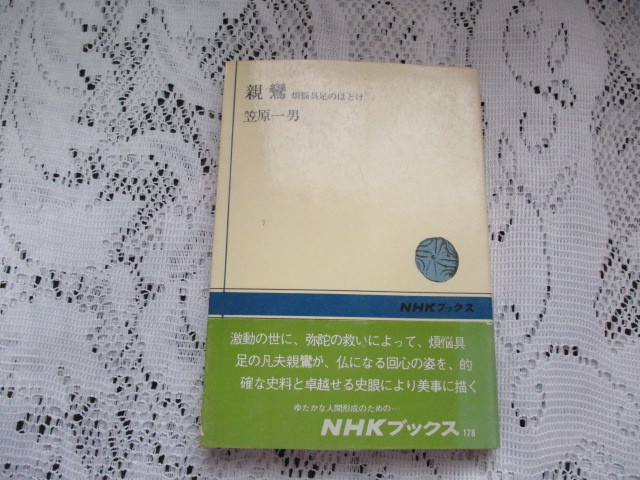 親鸞 煩悩具足のほとけ
笠原一男
NHKブックス
激動の世に、弥陀の救いによって、煩悩具
足の凡夫親鸞が、仏になる回心の姿を、的
確な史料と卓越せる史眼により美事に描く
ゆたかな人間形成のための…
NHKブックス 178